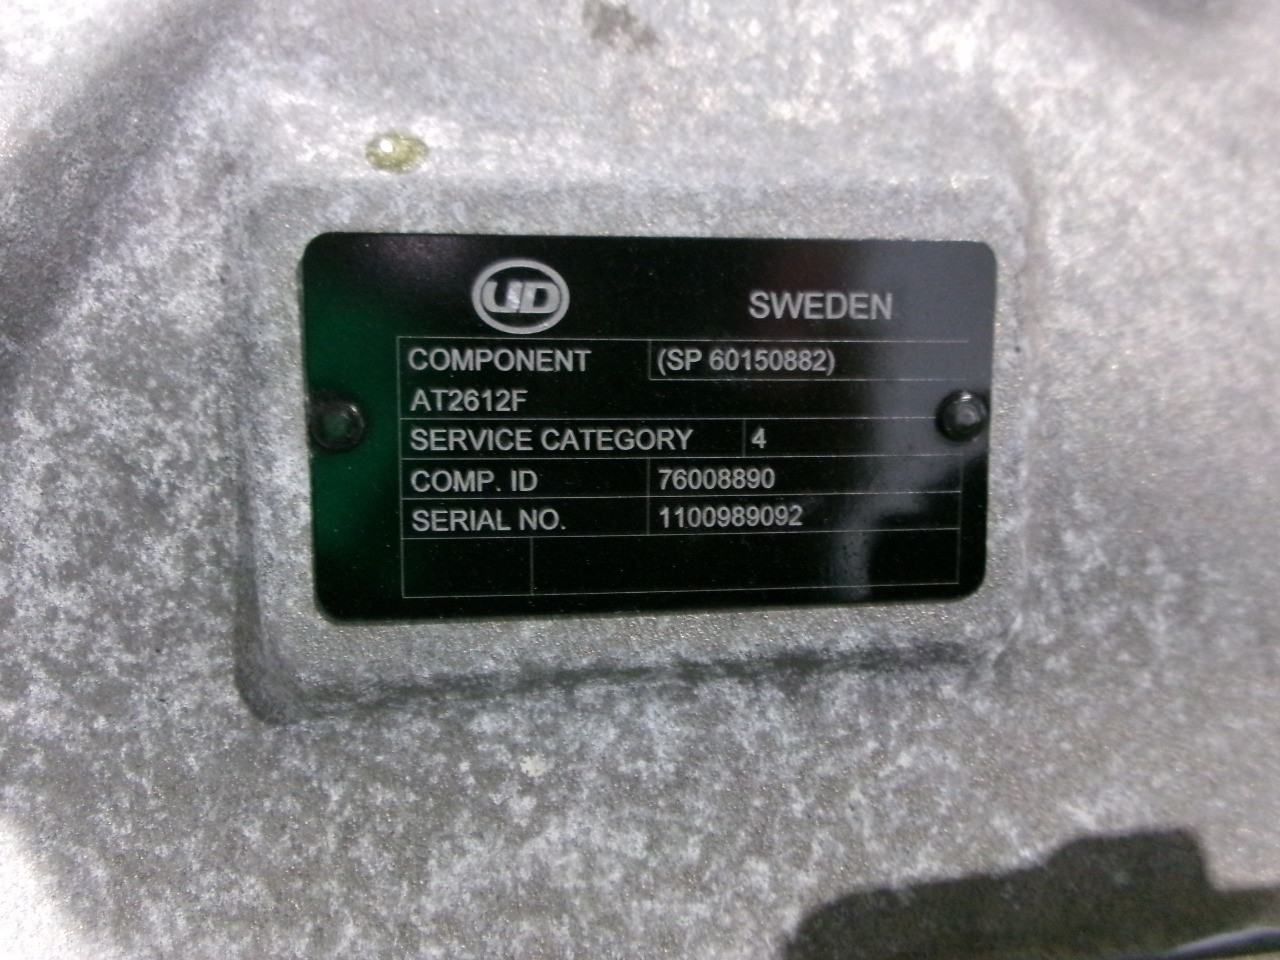 UD SWEDEN
COMPONENT (SP 60150882)
AT2612F
SERVICE CATEGORY 4
COMP. ID 76008890
SERIAL NO. 1100989092